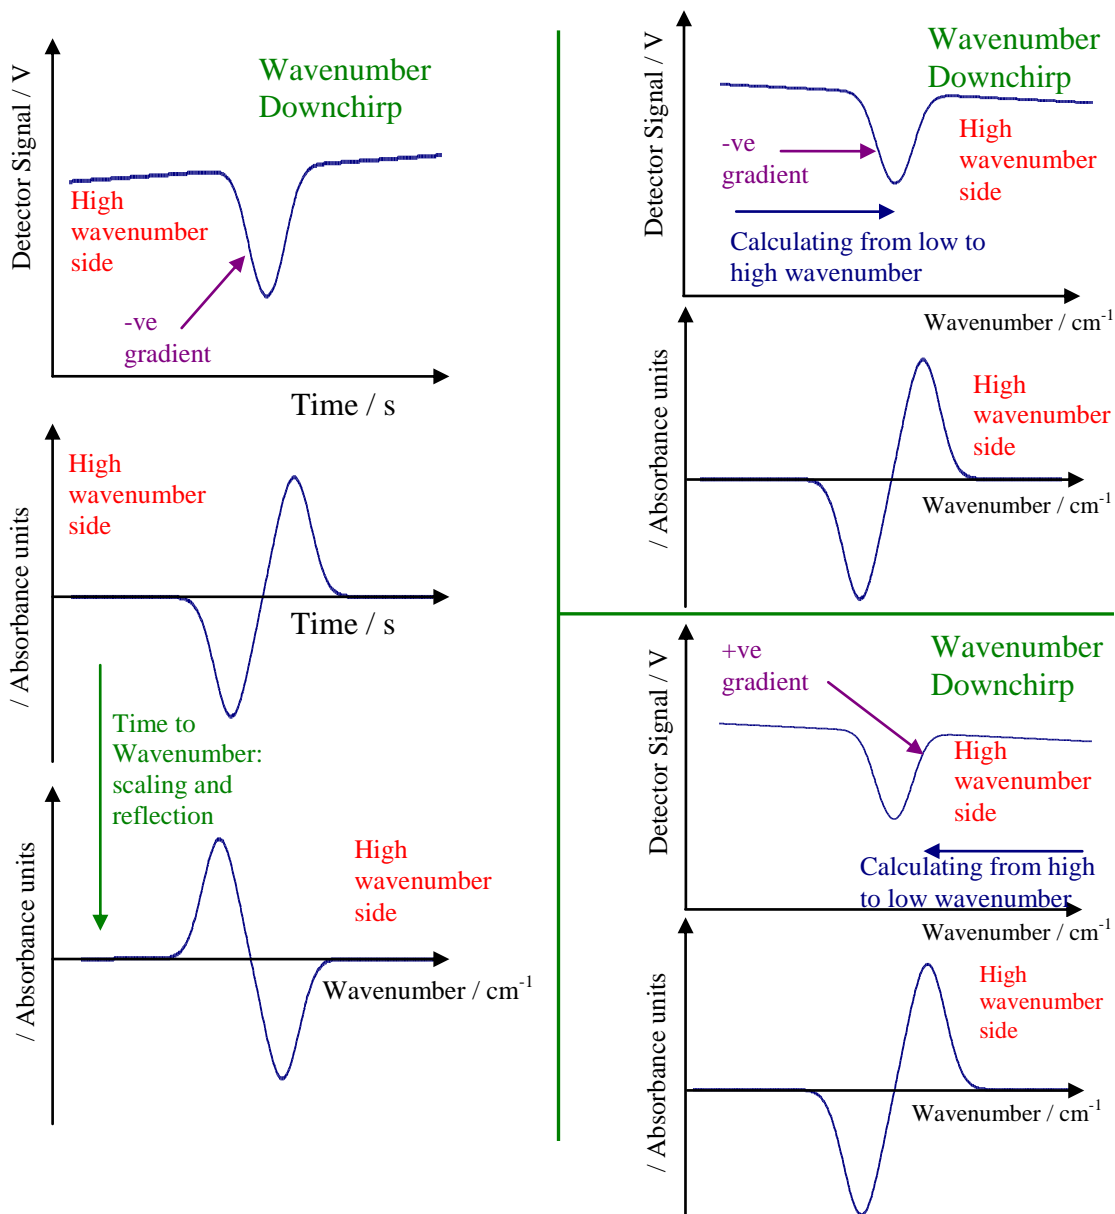 Detector Signal / V
Wavenumber
Downchirp
High
wavenumber
side
-ve
gradient
Time / s
/ Absorbance units
High
wavenumber
side
Time / s
Time to
Wavenumber:
scaling and
reflection
/ Absorbance units
High
wavenumber
side
Wavenumber / cm-1
Detector Signal / V
Wavenumber
Downchirp
-ve
gradient
High
wavenumber
side
Calculating from low to
high wavenumber
Wavenumber / cm-1
/ Absorbance units
High
wavenumber
side
Wavenumber / cm-1
Detector Signal / V
+ve
gradient
Wavenumber
Downchirp
High
wavenumber
side
Calculating from high
to low wavenumber
Wavenumber / cm-1
/ Absorbance units
High
wavenumber
side
Wavenumber / cm-1